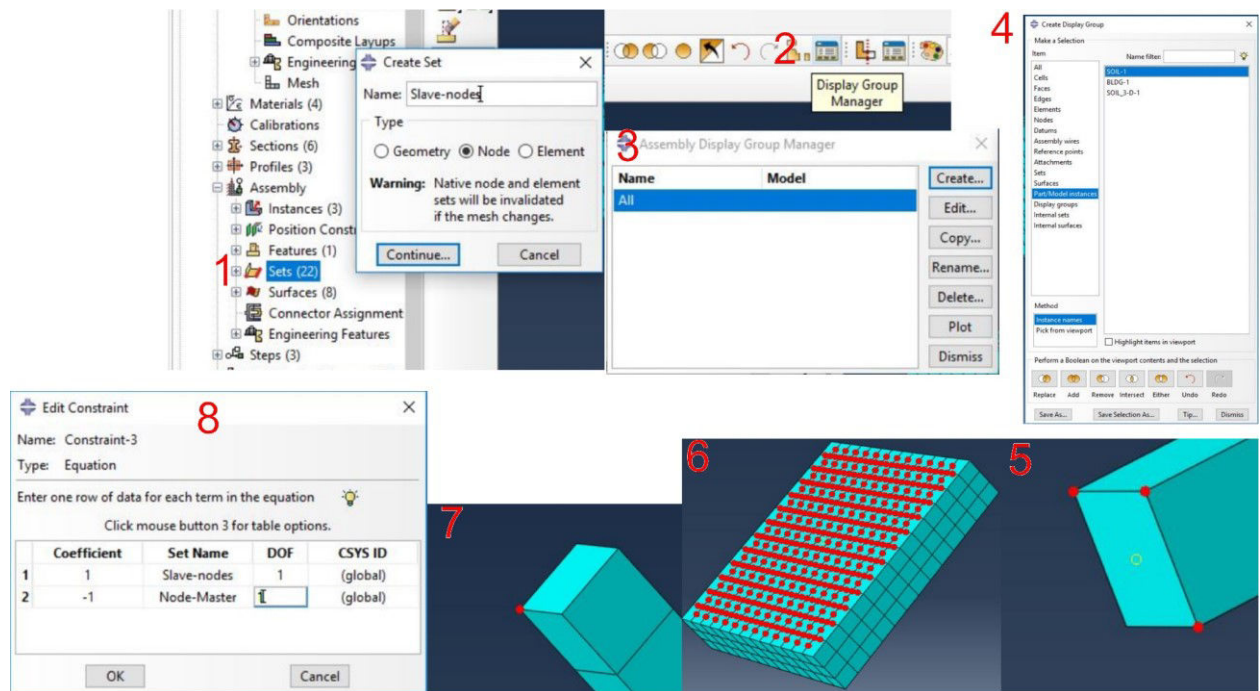 Orientations
Composite Layups
Engineering
Mesh
Materials (4)
Calibrations
Sections (6)
Profiles (3)
Assembly
Instances (3)
Position Constr
Features (1)
1
Sets (22)
Surfaces (8)
Connector Assignment
Engineering Features
Steps (3)
Create Set
Name: Slave-nodes
Type
Geometry Node Element
Warning: Native node and element
sets will be invalidated
if the mesh changes.
Continue... Cancel
2
Display Group
Manager
3
Assembly Display Group Manager
Name Model
All
Create...
Edit...
Copy...
Rename...
Delete...
Plot
Dismiss
4
Create Display Group
Make a Selection
Item
Name filter:
All
Cells
Faces
Edges
Elements
Nodes
Datums
Assembly wires
Reference points
Attachments
Sets
Surfaces
Part/Model instances
Display groups
Internal sets
Internal surfaces
SOIL-1
BLDG-1
SOIL_3-D-1
Method
Instance names
Pick from viewport
Highlight items in viewport
Perform a Boolean on the viewport contents and the selection
Replace Add Remove Intersect Either Undo Redo
Save As... Save Selection As... Tip... Dismiss
8
Edit Constraint
Name: Constraint-3
Type: Equation
Enter one row of data for each term in the equation
Click mouse button 3 for table options.
Coefficient Set Name DOF CSYS ID
1 1 Slave-nodes 1 (global)
2 -1 Node-Master 1 (global)
OK Cancel
7
6
5